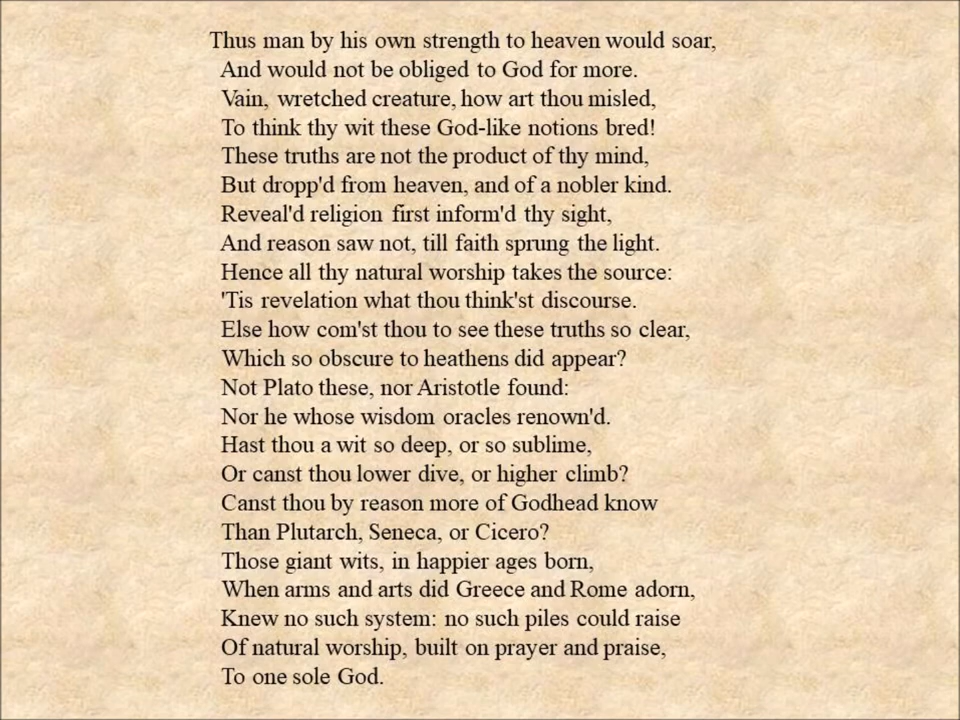 Thus man by his own strength to heaven would soar,
And would not be obliged to God for more.
Vain, wretched creature, how art thou misled,
To think thy wit these God-like notions bred!
These truths are not the product of thy mind,
But dropp'd from heaven, and of a nobler kind.
Reveal'd religion first inform'd thy sight,
And reason saw not, till faith sprung the light.
Hence all thy natural worship takes the source:
'Tis revelation what thou think'st discourse.
Else how com'st thou to see these truths so clear,
Which so obscure to heathens did appear?
Not Plato these, nor Aristotle found:
Nor he whose wisdom oracles renown'd.
Hast thou a wit so deep, or so sublime,
Or canst thou lower dive, or higher climb?
Canst thou by reason more of Godhead know
Than Plutarch, Seneca, or Cicero?
Those giant wits, in happier ages born,
When arms and arts did Greece and Rome adorn,
Knew no such system: no such piles could raise
Of natural worship, built on prayer and praise,
To one sole God.